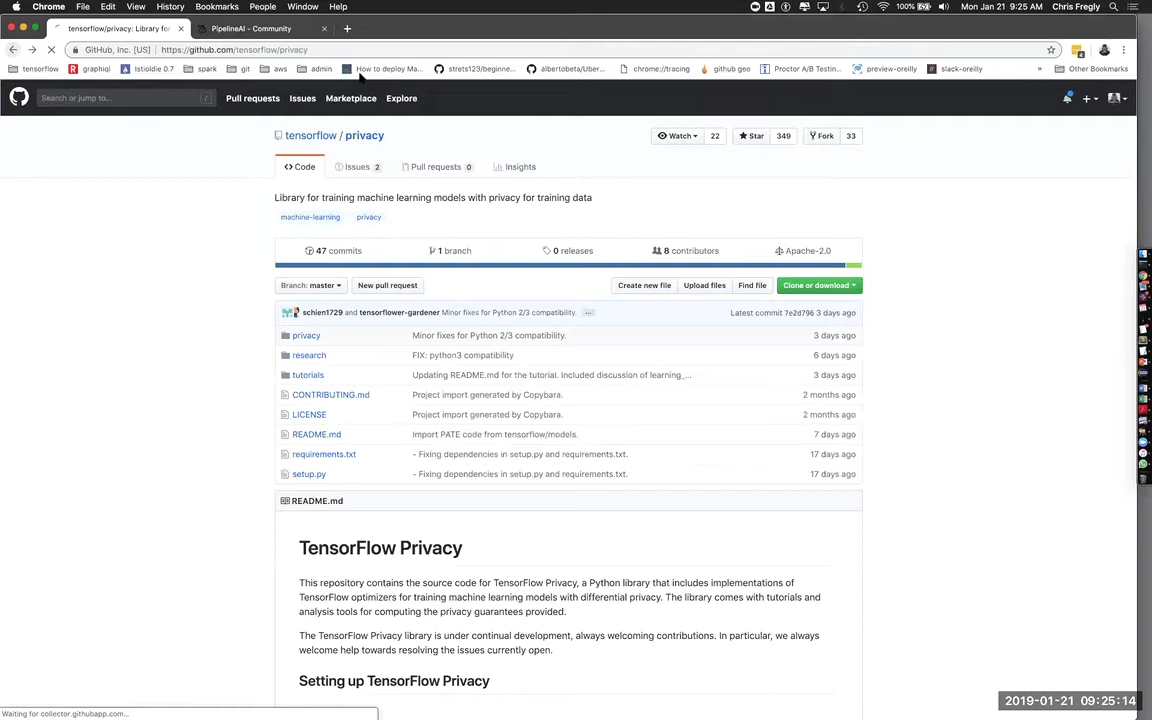 Chrome File Edit View History Bookmarks People Window Help 100% Mon Jan 21 9:25 AM Chris Fregly
tensorflow/privacy: Library for PipelineAI - Community
GitHub, Inc. [US] https://github.com/tensorflow/privacy
tensorflow graphiql Istioldie 0.7 spark git aws admin How to deploy Ma... strets123/beginne... albertobeta/Uber... chrome://tracing github geo Proctor A/B Testin... preview-oreilly slack-oreilly » Other Bookmarks
Search or jump to... / Pull requests Issues Marketplace Explore
tensorflow / privacy Watch 22 Star 349 Fork 33
Code Issues 2 Pull requests 0 Insights
Library for training machine learning models with privacy for training data
machine-learning privacy
47 commits 1 branch 0 releases 8 contributors Apache-2.0
Branch: master New pull request Create new file Upload files Find file Clone or download
schien1729 and tensorflower-gardener Minor fixes for Python 2/3 compatibility. ... Latest commit 7e2d796 3 days ago
privacy Minor fixes for Python 2/3 compatibility. 3 days ago
research FIX: python3 compatibility 6 days ago
tutorials Updating README.md for the tutorial. Included discussion of learning_... 3 days ago
CONTRIBUTING.md Project import generated by Copybara. 2 months ago
LICENSE Project import generated by Copybara. 2 months ago
README.md Import PATE code from tensorflow/models. 7 days ago
requirements.txt - Fixing dependencies in setup.py and requirements.txt. 17 days ago
setup.py - Fixing dependencies in setup.py and requirements.txt. 17 days ago
README.md
TensorFlow Privacy
This repository contains the source code for TensorFlow Privacy, a Python library that includes implementations of
TensorFlow optimizers for training machine learning models with differential privacy. The library comes with tutorials and
analysis tools for computing the privacy guarantees provided.
The TensorFlow Privacy library is under continual development, always welcoming contributions. In particular, we always
welcome help towards resolving the issues currently open.
Setting up TensorFlow Privacy
2019-01-21 09:25:14
Waiting for collector.githubapp.com...